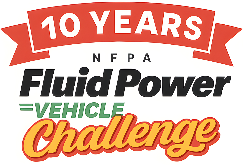 10 YEARS
NFPA
Fluid Power
VEHICLE
Challenge